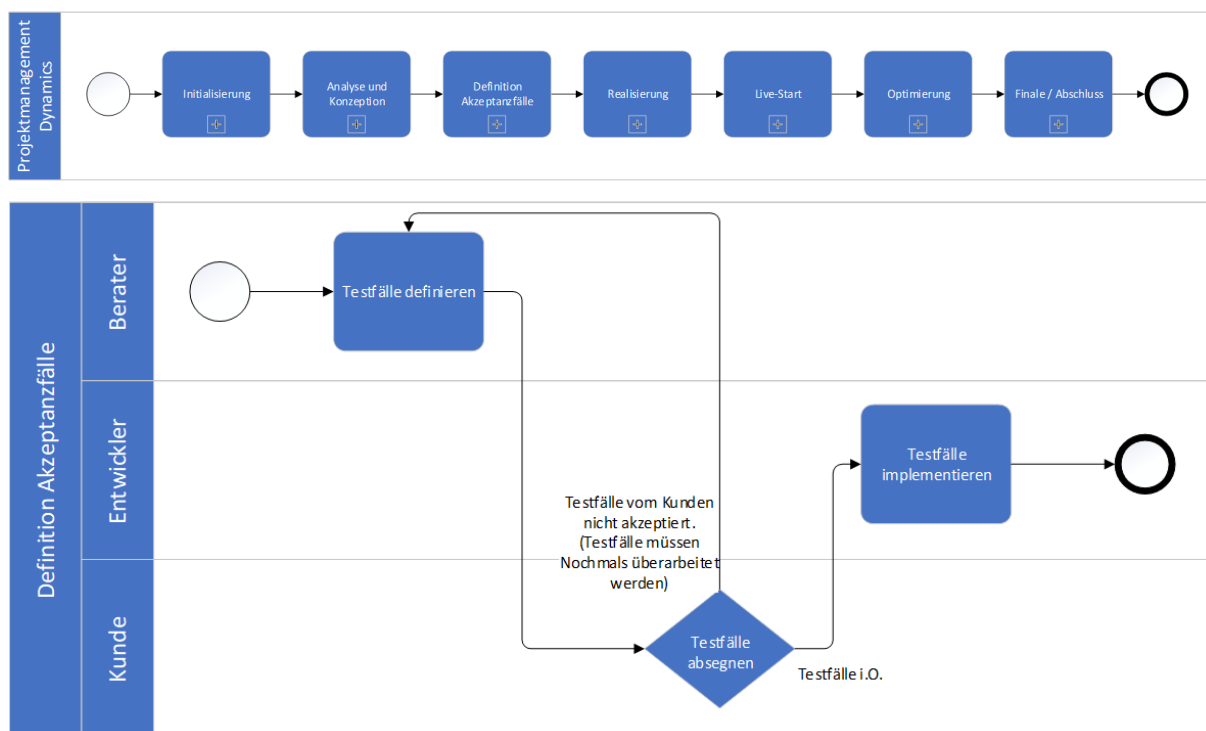 Projektmanagement
Dynamics
Initialisierung
Analyse und
Konzeption
Definition
Akzeptanzfälle
Realisierung
Live-Start
Optimierung
Finale / Abschluss
Definition Akzeptanzfälle
Berater
Testfälle definieren
Entwickler
Testfälle
implementieren
Testfälle vom Kunden
nicht akzeptiert.
(Testfälle müssen
Nochmals überarbeitet
werden)
Kunde
Testfälle
absegnen
Testfälle i.O.